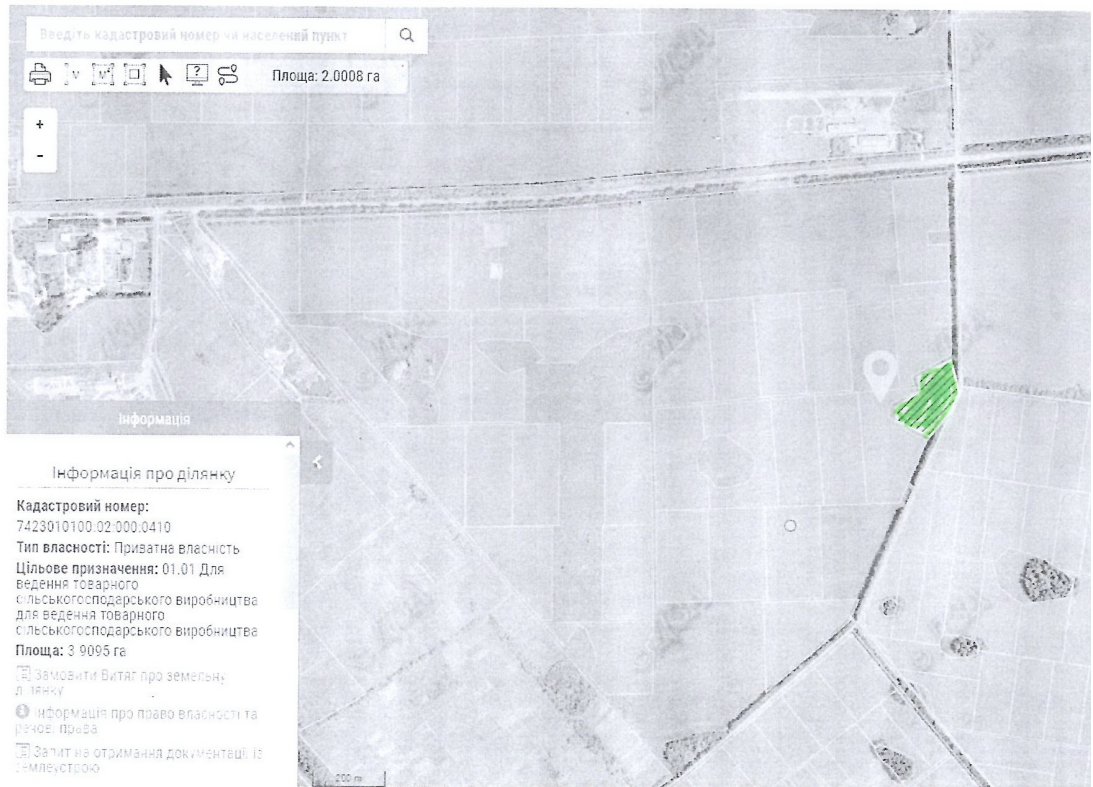 Введіть кадастровий номер чи населений пункт
Площа: 2.0008 га
+
-
Інформація
Інформація про ділянку
Кадастровий номер:
7423010100:02:000:0410
Тип власності: Приватна власність
Цільове призначення: 01.01 Для
ведення товарного
сільськогосподарського виробництва
для ведення товарного
сільськогосподарського виробництва
Площа: 3.9095 га
Замовити Витяг про земельну
ділянку
Інформація про право власності та
речові права
Запит на отримання документації із
землеустрою
200 m